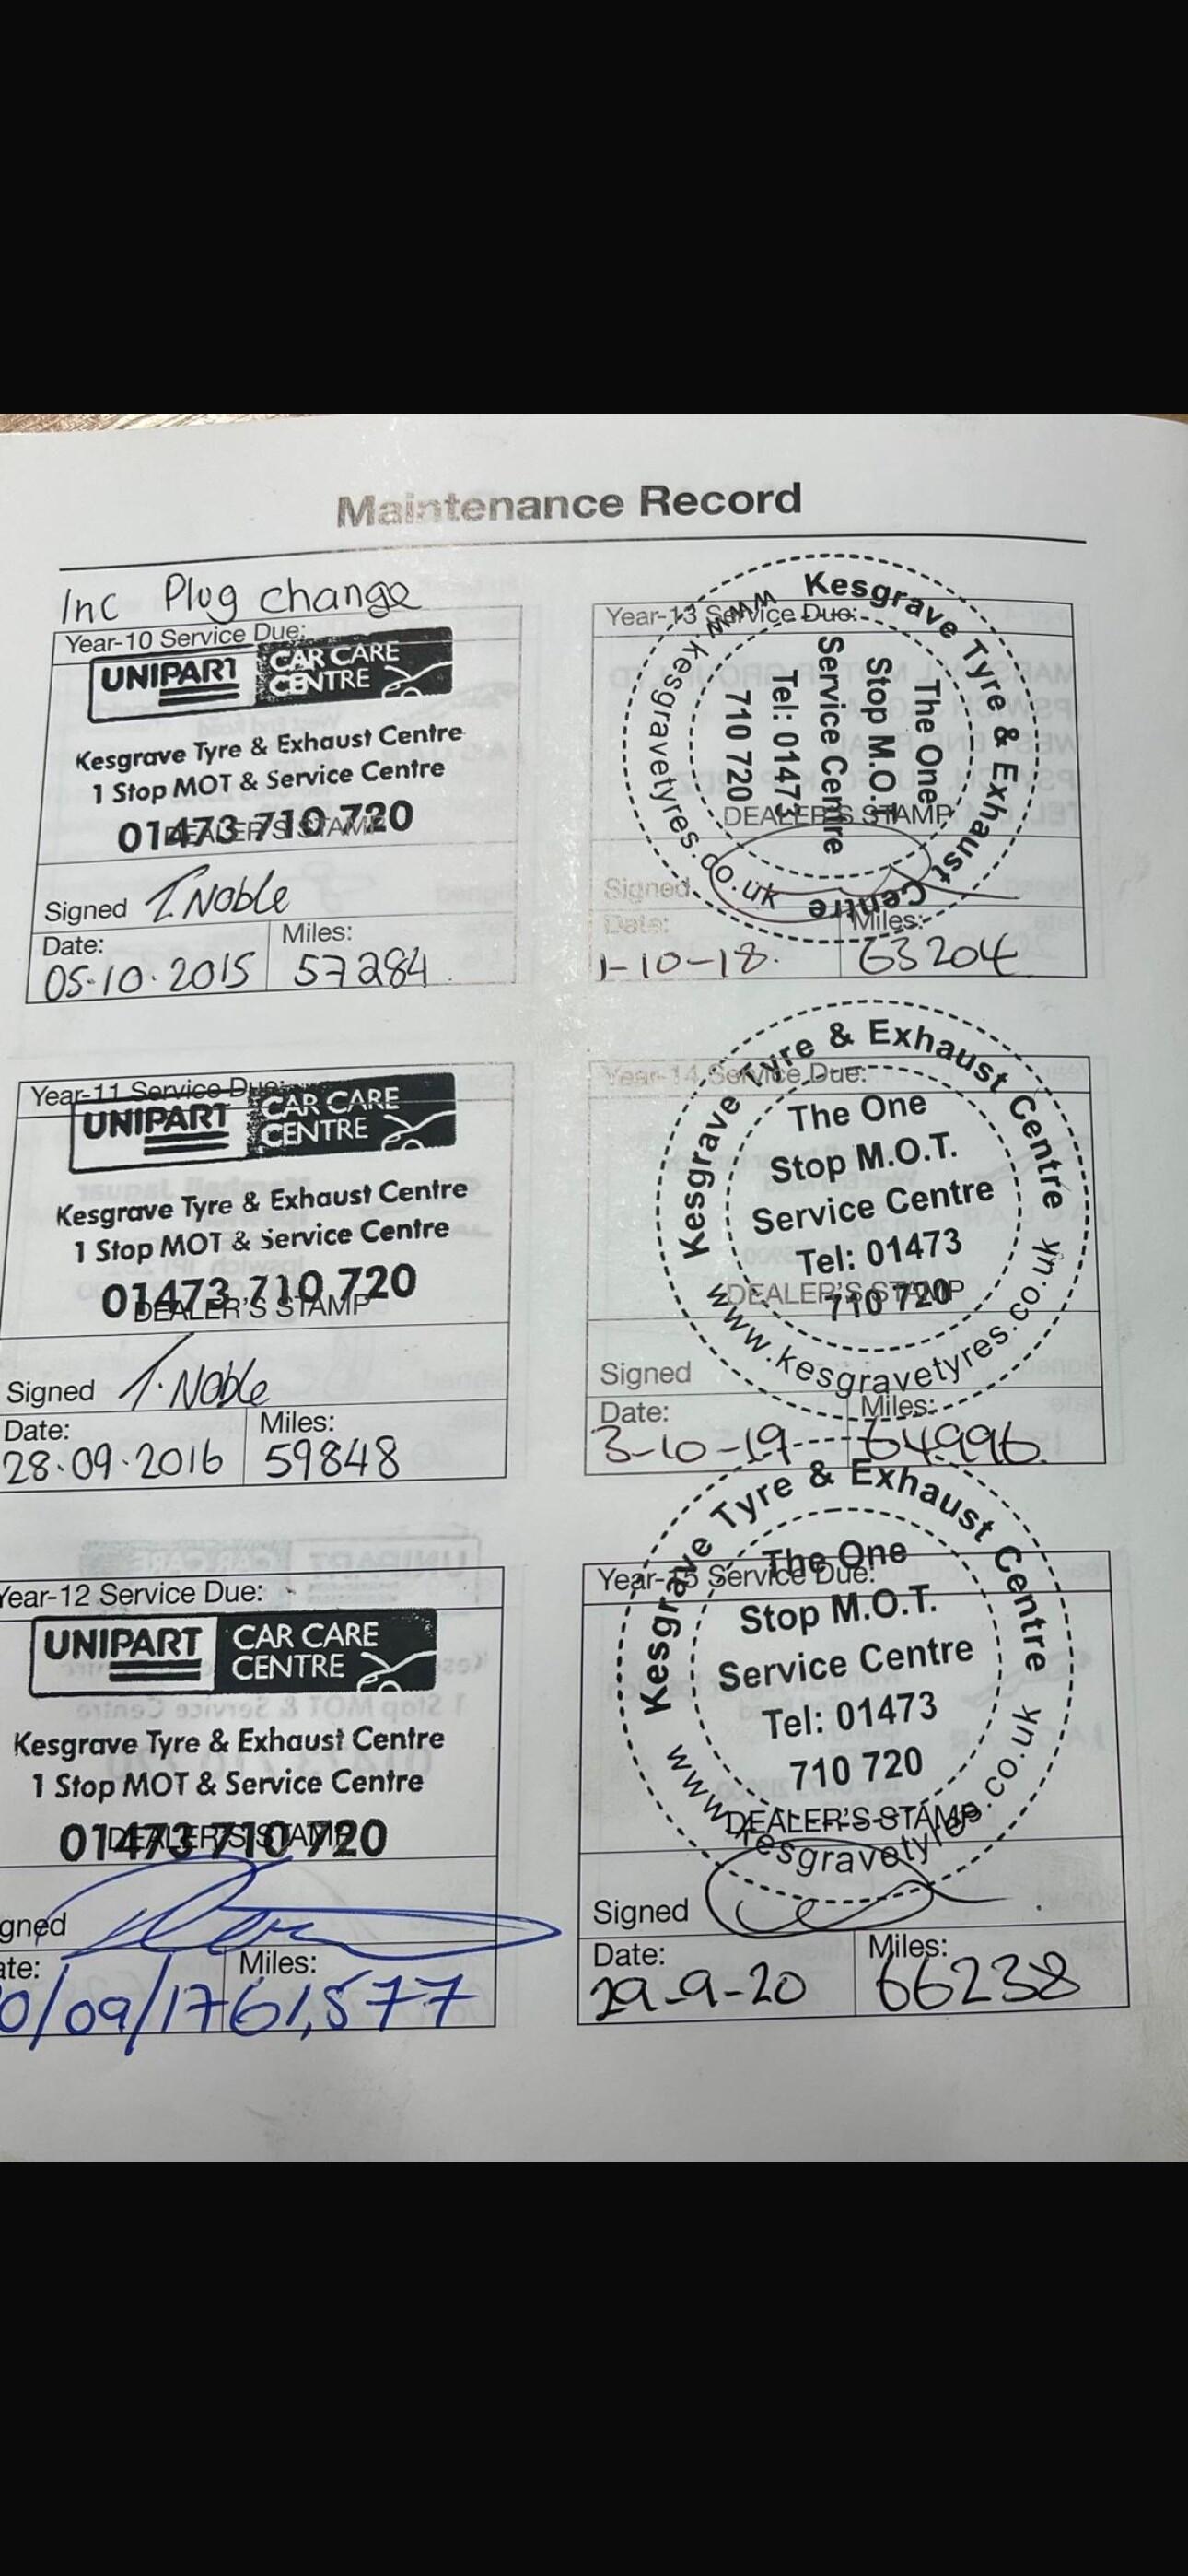 Maintenance Record
Inc Plug change
Year-10 Service Due:
UNIPART CAR CARE
CENTRE
Kesgrave Tyre & Exhaust Centre
1 Stop MOT & Service Centre
01473 710 720
DEALER'S STAMP
Signed T. Noble
Date: Miles:
05.10.2015 57284
Year-11 Service Due:
UNIPART CAR CARE
CENTRE
Kesgrave Tyre & Exhaust Centre
1 Stop MOT & Service Centre
01473 710 720
DEALER'S STAMP
Signed T. Noble
Date: Miles:
28.09.2016 59848
Year-12 Service Due:
UNIPART CAR CARE
CENTRE
Kesgrave Tyre & Exhaust Centre
1 Stop MOT & Service Centre
01473 710 720
DEALER'S STAMP
gned
ate: Miles:
0/09/17 61,577
Year-13 Service Due:
Kesgrave Tyre & Exhaust Centre
The One
Stop M.O.T.
Service Centre
Tel: 01473
710 720
www.kesgravetyres.co.uk
DEALER'S STAMP
Signed
Date: Miles:
1-10-18. 63204
Year-14 Service Due:
Kesgrave Tyre & Exhaust Centre
The One
Stop M.O.T.
Service Centre
Tel: 01473
710 720
www.kesgravetyres.co.uk
DEALER'S STAMP
Signed
Date: Miles:
3-10-19 64996
Year-15 Service Due:
Kesgrave Tyre & Exhaust Centre
The One
Stop M.O.T.
Service Centre
Tel: 01473
710 720
www.kesgravetyres.co.uk
DEALER'S STAMP
Signed
Date: Miles:
29-9-20 66238